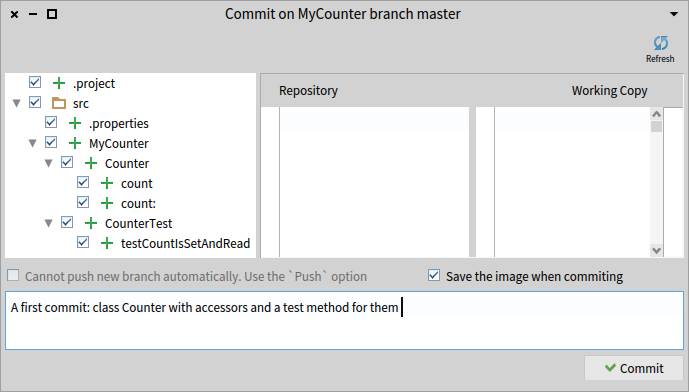 Commit on MyCounter branch master
Refresh
.project
src
.properties
MyCounter
Counter
count
count:
CounterTest
testCountIsSetAndRead
Repository
Working Copy
Cannot push new branch automatically. Use the `Push` option
Save the image when commiting
A first commit: class Counter with accessors and a test method for them
Commit